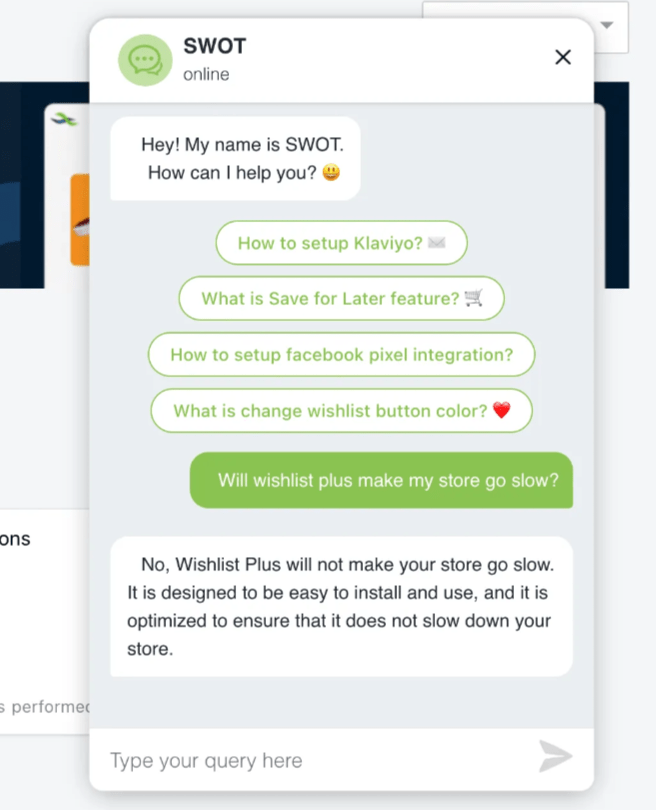 SWOT
online
Hey! My name is SWOT.
How can I help you? 😃
How to setup Klaviyo? ✉️
What is Save for Later feature? 🛒
How to setup facebook pixel integration?
What is change wishlist button color? ❤️
Will wishlist plus make my store go slow?
No, Wishlist Plus will not make your store go slow.
It is designed to be easy to install and use, and it is
optimized to ensure that it does not slow down your
store.
ons
s performed
Type your query here